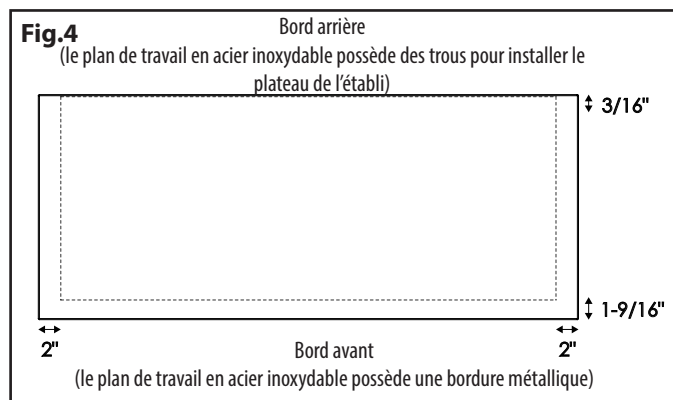 Fig.4
Bord arrière
(le plan de travail en acier inoxydable possède des trous pour installer le
plateau de l’établi)
3/16"
1-9/16"
2"
2"
Bord avant
(le plan de travail en acier inoxydable possède une bordure métallique)